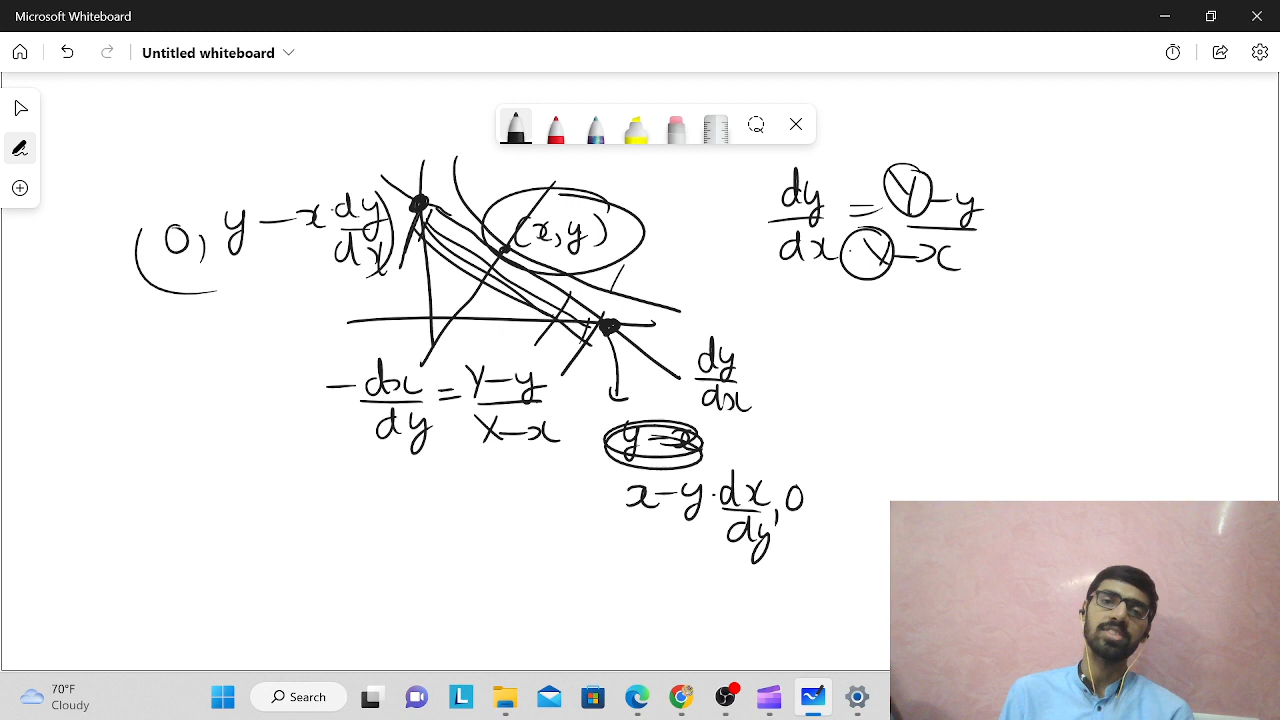 Microsoft Whiteboard
Untitled whiteboard
(0, y - x · dy/dx)
(x, y)
dy/dx = Y-y/X-x
-dx/dy = Y-y/X-x
dy/dx
y = x
x - y · dx/dy, 0
70°F
Cloudy
Search